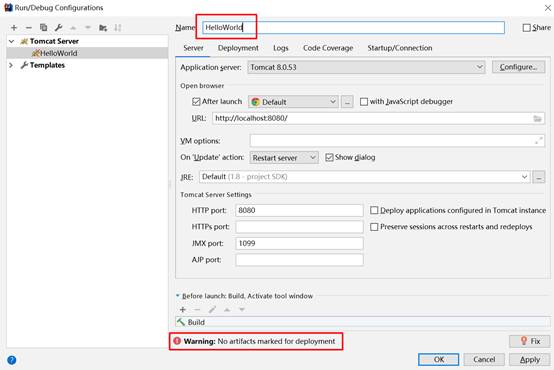 Run/Debug Configurations
Name: HelloWorld
Share
Tomcat Server
HelloWorld
Templates
Server Deployment Logs Code Coverage Startup/Connection
Application server: Tomcat 8.0.53 Configure...
Open browser
After launch Default ... with JavaScript debugger
URL: http://localhost:8080/
VM options:
On 'Update' action: Restart server Show dialog
JRE: Default (1.8 - project SDK) ...
Tomcat Server Settings
HTTP port: 8080 Deploy applications configured in Tomcat instance
HTTPs port: Preserve sessions across restarts and redeploys
JMX port: 1099
AJP port:
Before launch: Build, Activate tool window
Build
Warning: No artifacts marked for deployment Fix
? OK Cancel Apply